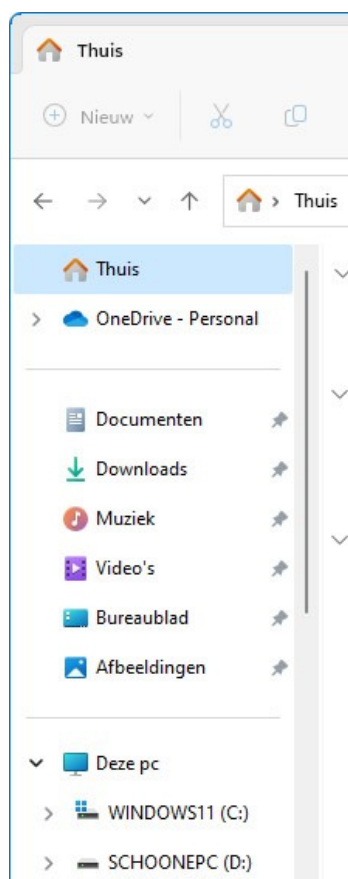 Thuis
Nieuw
Thuis
Thuis
OneDrive - Personal
Documenten
Downloads
Muziek
Video's
Bureaublad
Afbeeldingen
Deze pc
WINDOWS11 (C:)
SCHOONEPC (D:)